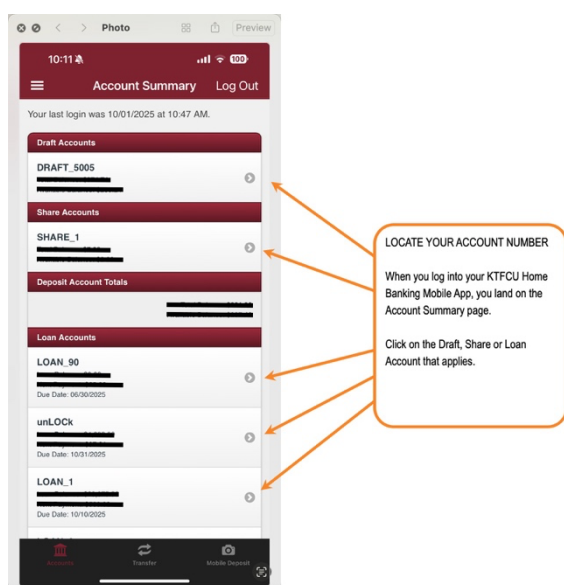 Photo
Preview
10:11
100
Account Summary
Log Out
Your last login was 10/01/2025 at 10:47 AM.
Draft Accounts
DRAFT_5005
Share Accounts
SHARE_1
Deposit Account Totals
Loan Accounts
LOAN_90
Due Date: 06/30/2025
unLOCk
Due Date: 10/31/2025
LOAN_1
Due Date: 10/10/2025
Accounts
Transfer
Mobile Deposit
LOCATE YOUR ACCOUNT NUMBER
When you log into your KTFCU Home
Banking Mobile App, you land on the
Account Summary page.
Click on the Draft, Share or Loan
Account that applies.